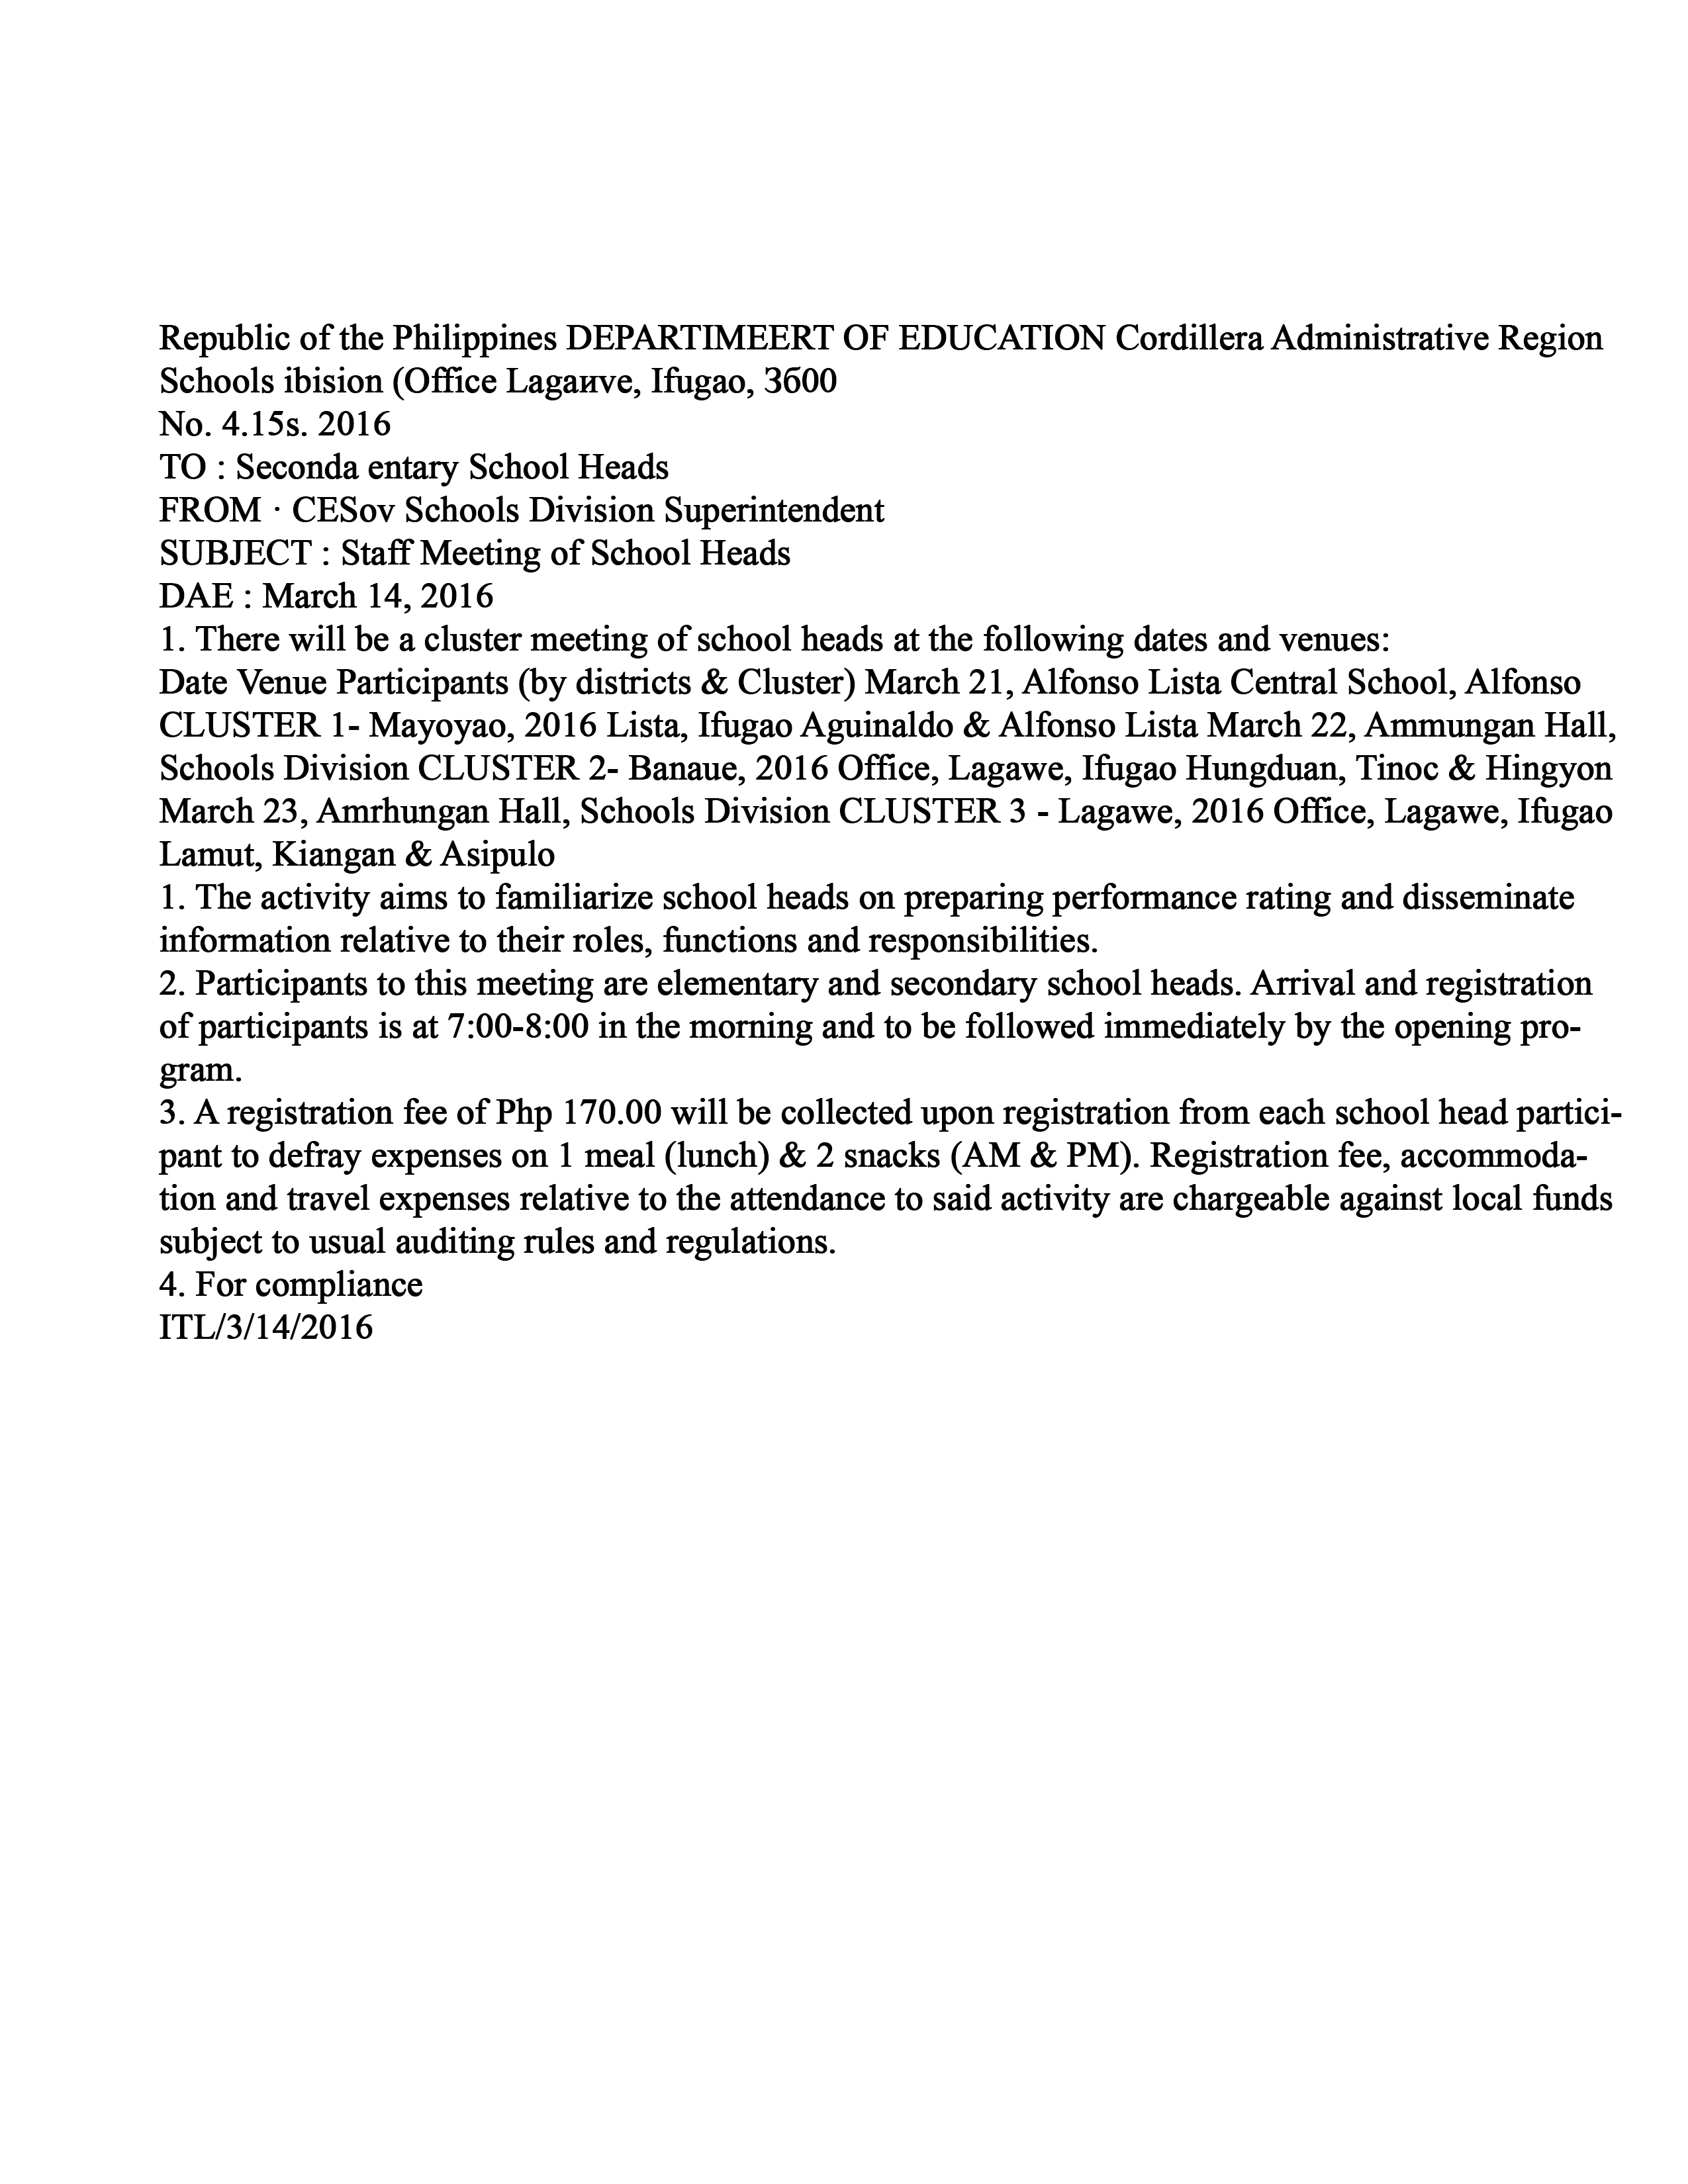 Republic of the Philippines DEPARTIMEERT OF EDUCATION Cordillera Administrative Region
Schools ibision (Office Lagaиve, Ifugao, 3б00
No. 4.15s. 2016
TO : Seconda entary School Heads
FROM · CESov Schools Division Superintendent
SUBJECT : Staff Meeting of School Heads
DAE : March 14, 2016
1. There will be a cluster meeting of school heads at the following dates and venues:
Date Venue Participants (by districts & Cluster) March 21, Alfonso Lista Central School, Alfonso
CLUSTER 1- Mayoyao, 2016 Lista, Ifugao Aguinaldo & Alfonso Lista March 22, Ammungan Hall,
Schools Division CLUSTER 2- Banaue, 2016 Office, Lagawe, Ifugao Hungduan, Tinoc & Hingyon
March 23, Amrhungan Hall, Schools Division CLUSTER 3 - Lagawe, 2016 Office, Lagawe, Ifugao
Lamut, Kiangan & Asipulo
1. The activity aims to familiarize school heads on preparing performance rating and disseminate
information relative to their roles, functions and responsibilities.
2. Participants to this meeting are elementary and secondary school heads. Arrival and registration
of participants is at 7:00-8:00 in the morning and to be followed immediately by the opening pro-
gram.
3. A registration fee of Php 170.00 will be collected upon registration from each school head partici-
pant to defray expenses on 1 meal (lunch) & 2 snacks (AM & PM). Registration fee, accommoda-
tion and travel expenses relative to the attendance to said activity are chargeable against local funds
subject to usual auditing rules and regulations.
4. For compliance
ITL/3/14/2016